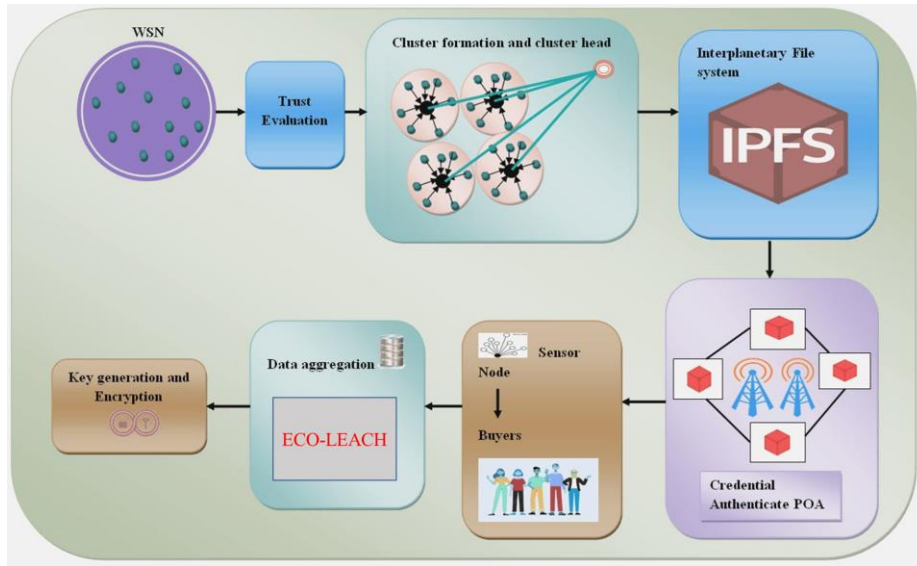 WSN
Trust
Evaluation
Cluster formation and cluster head
Interplanetary File
system
IPFS
Key generation and
Encryption
Data aggregation
ECO-LEACH
Sensor
Node
Buyers
Credential
Authenticate POA